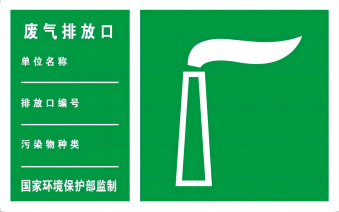 废气排放口
单位名称
排放口编号
污染物种类
国家环境保护部监制